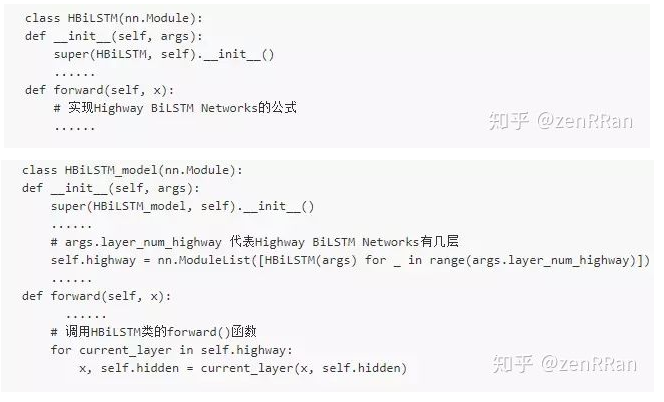 class HBiLSTM(nn.Module):
def __init__(self, args):
    super(HBiLSTM, self).__init__()
    ......
def forward(self, x):
    # 实现Highway BiLSTM Networks的公式
    ......
知乎 @zenRRan
class HBiLSTM_model(nn.Module):
def __init__(self, args):
    super(HBiLSTM_model, self).__init__()
    ......
    # args.layer_num_highway 代表Highway BiLSTM Networks有几层
    self.highway = nn.ModuleList([HBiLSTM(args) for _ in range(args.layer_num_highway)])
    ......
def forward(self, x):
    ......
    # 调用HBiLSTM类的forward()函数
    for current_layer in self.highway:
        x, self.hidden = current_layer(x, self.hidden)
知乎 @zenRRan